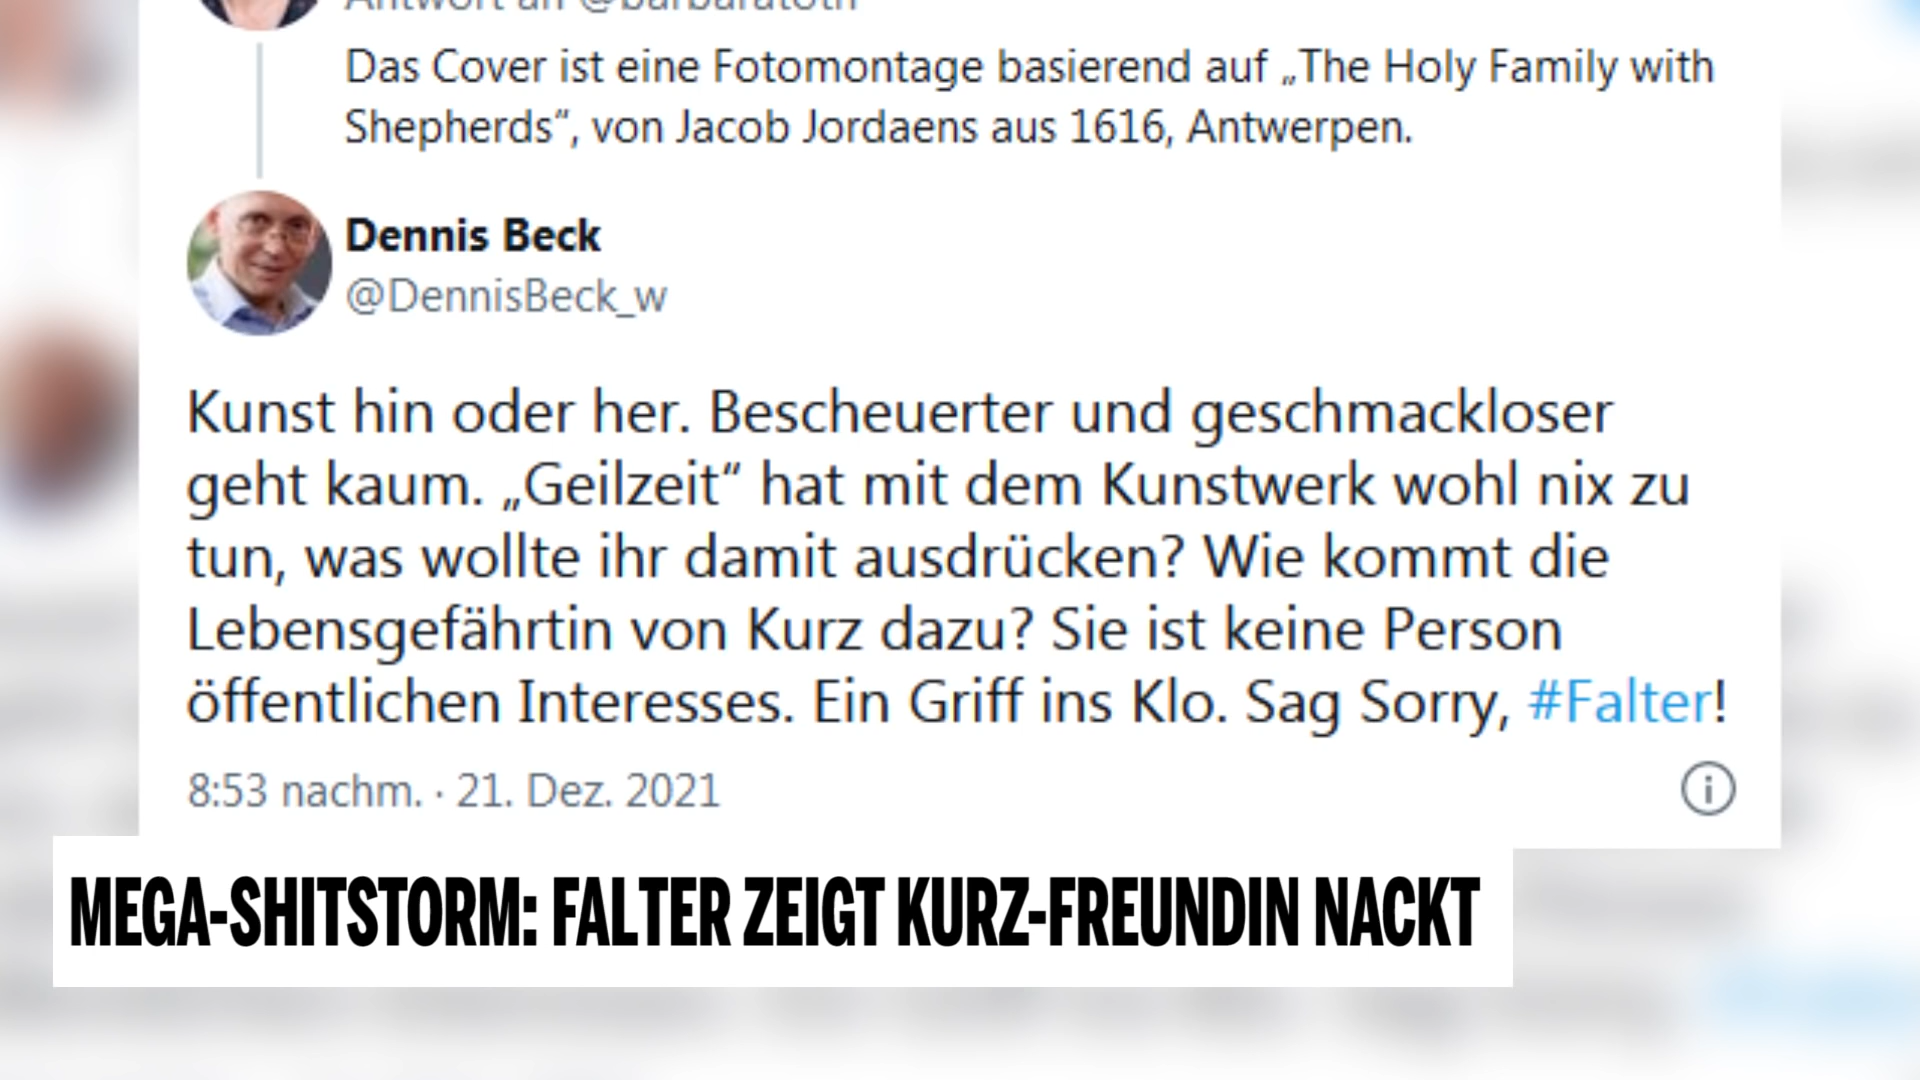 Antwort an @barbaratoth
Das Cover ist eine Fotomontage basierend auf „The Holy Family with
Shepherds“, von Jacob Jordaens aus 1616, Antwerpen.
Dennis Beck
@DennisBeck_w
Kunst hin oder her. Bescheuerter und geschmackloser
geht kaum. „Geilzeit“ hat mit dem Kunstwerk wohl nix zu
tun, was wollte ihr damit ausdrücken? Wie kommt die
Lebensgefährtin von Kurz dazu? Sie ist keine Person
öffentlichen Interesses. Ein Griff ins Klo. Sag Sorry, #Falter!
8:53 nachm. · 21. Dez. 2021
MEGA-SHITSTORM: FALTER ZEIGT KURZ-FREUNDIN NACKT